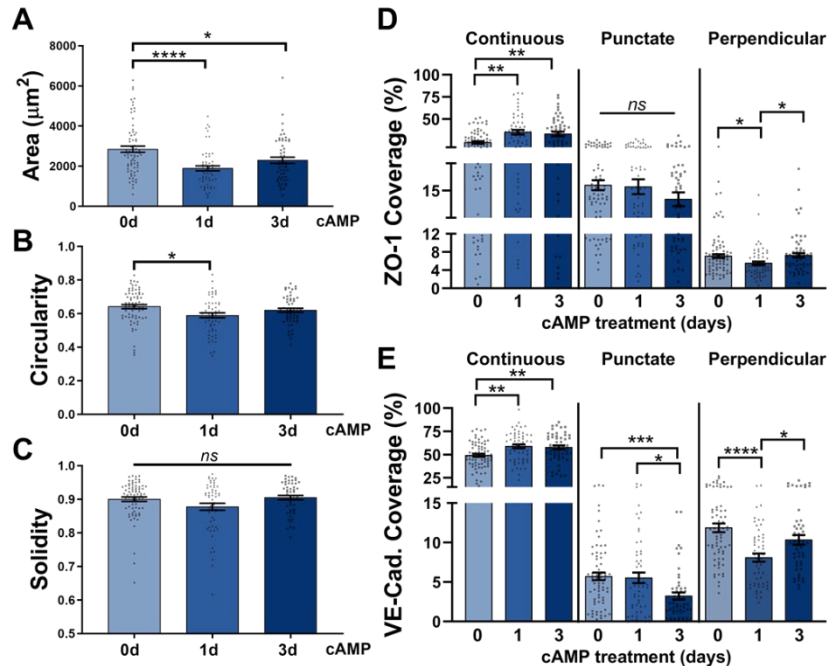 A
Area (μm²)
8000
6000
4000
2000
0
*
****
0d 1d 3d cAMP
B
Circularity
1.0
0.8
0.6
0.4
0.2
0.0
*
0d 1d 3d cAMP
C
Solidity
1.0
0.9
0.8
0.7
0.6
0.5
ns
0d 1d 3d cAMP
D
Continuous Punctate Perpendicular
ZO-1 Coverage (%)
100
50
15
12
8
4
0
**
**
ns
*
*
0 1 3 0 1 3 0 1 3
cAMP treatment (days)
E
Continuous Punctate Perpendicular
VE-Cad. Coverage (%)
100
75
50
25
15
10
5
0
**
**
***
*
****
*
0 1 3 0 1 3 0 1 3
cAMP treatment (days)